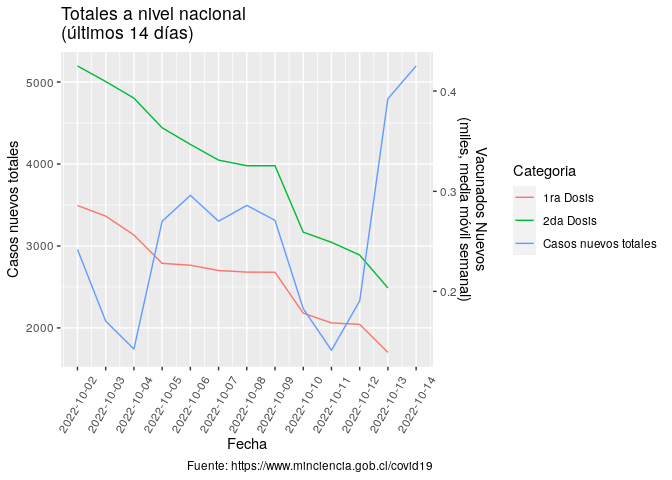 Totales a nivel nacional
(últimos 14 días)
Casos nuevos totales
5000
4000
3000
2000
0.4
0.3
0.2
Vacunados Nuevos
(miles, media móvil semanal)
2022-10-02
2022-10-03
2022-10-04
2022-10-05
2022-10-06
2022-10-07
2022-10-08
2022-10-09
2022-10-10
2022-10-11
2022-10-12
2022-10-13
2022-10-14
Fecha
Categoria
1ra Dosis
2da Dosis
Casos nuevos totales
Fuente: https://www.minciencia.gob.cl/covid19